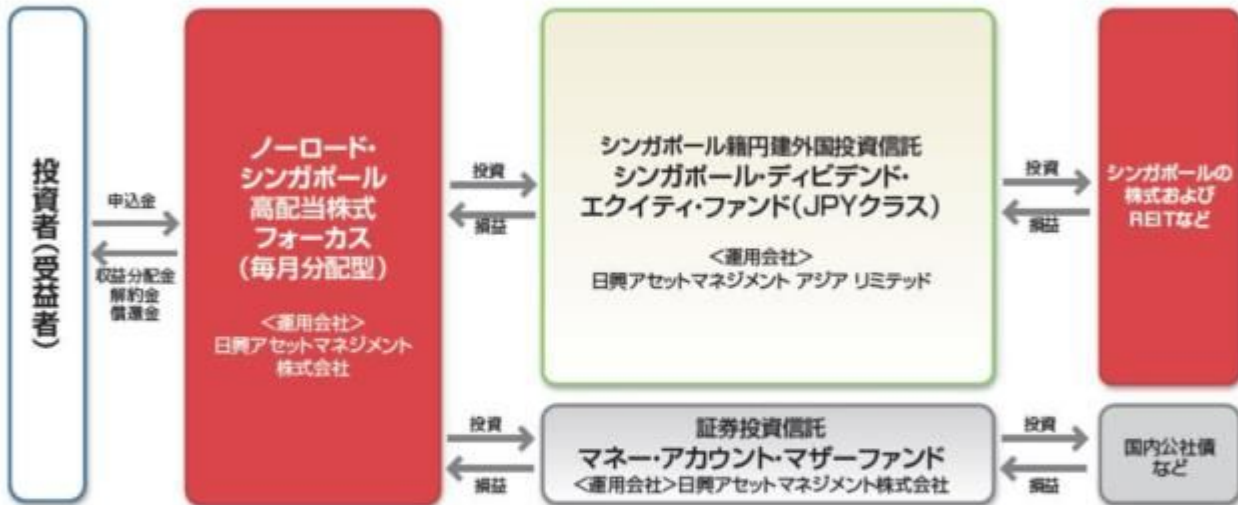 投資者(受益者)
申込金
収益分配金
解約金
償還金
ノーロード・
シンガポール
高配当株式
フォーカス
(毎月分配型)
<運用会社>
日興アセットマネジメント
株式会社
投資
損益
シンガポール籍円建外国投資信託
シンガポール・ディビデンド・
エクイティ・ファンド(JPYクラス)
<運用会社>
日興アセットマネジメント アジア リミテッド
投資
損益
シンガポールの
株式および
REITなど
投資
損益
証券投資信託
マネー・アカウント・マザーファンド
<運用会社>日興アセットマネジメント株式会社
投資
損益
国内公社債
など